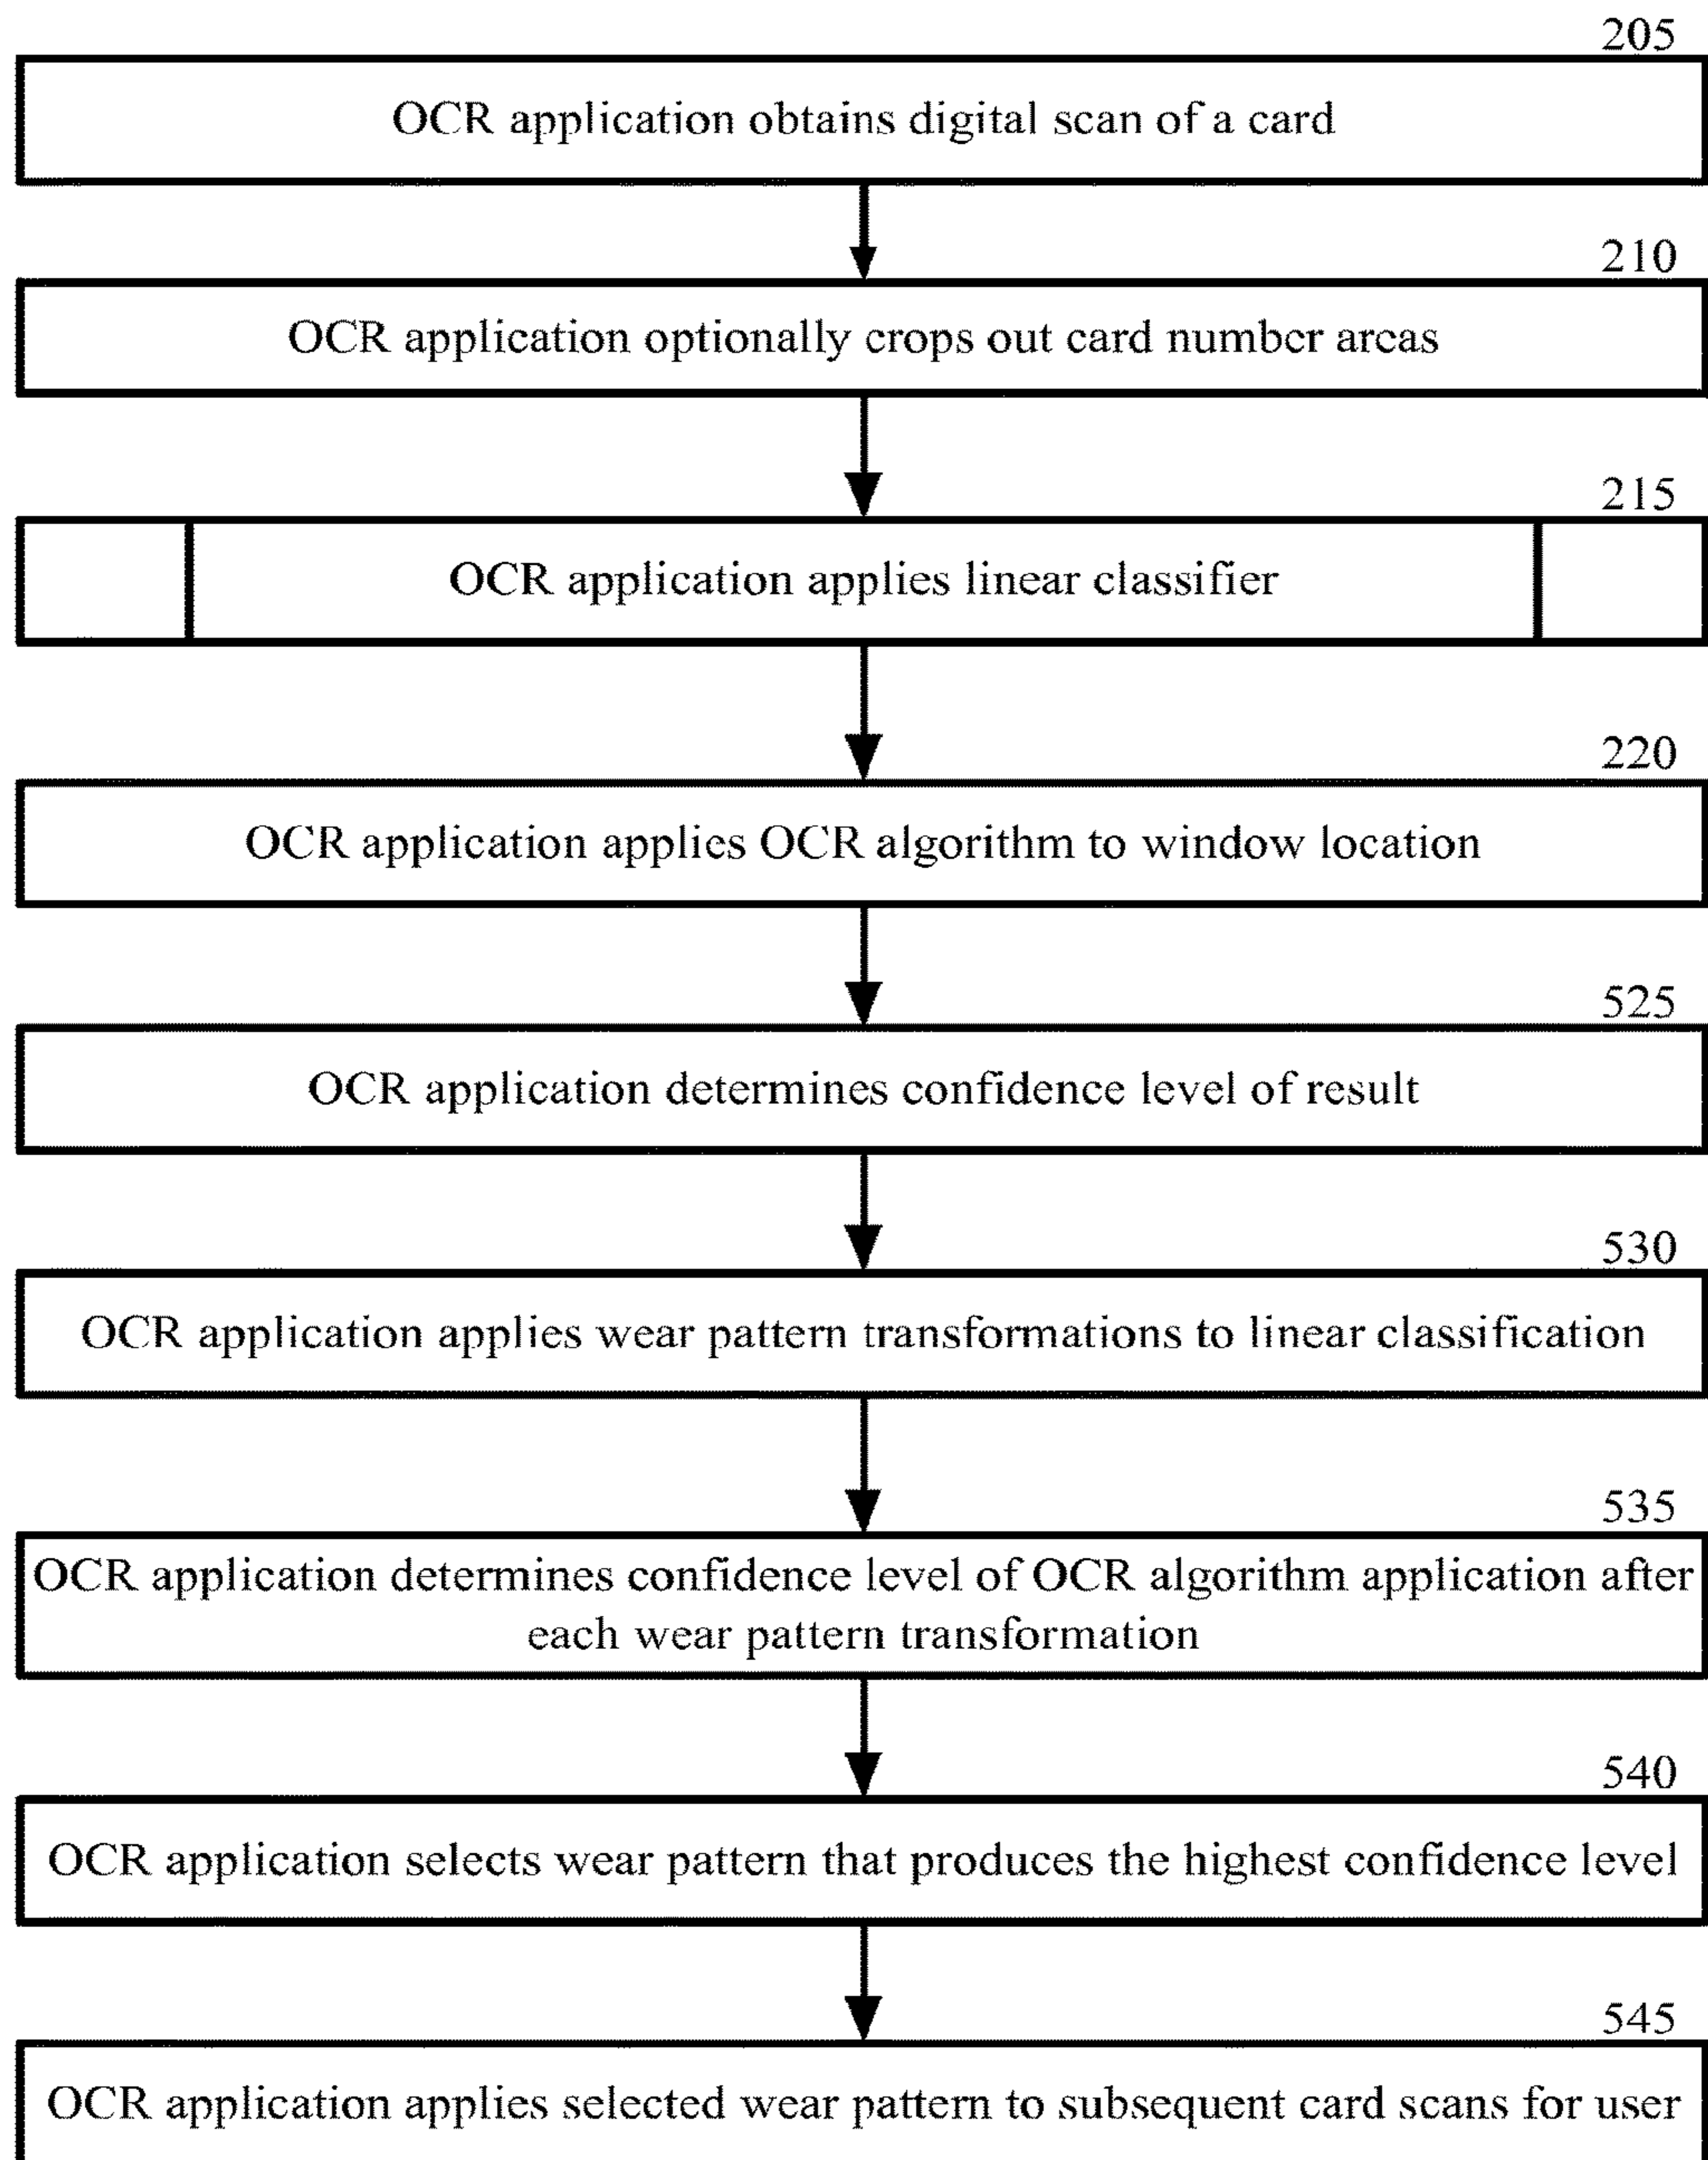 205
OCR application obtains digital scan of a card
210
OCR application optionally crops out card number areas
215
OCR application applies linear classifier
220
OCR application applies OCR algorithm to window location
525
OCR application determines confidence level of result
530
OCR application applies wear pattern transformations to linear classification
535
OCR application determines confidence level of OCR algorithm application after
each wear pattern transformation
540
OCR application selects wear pattern that produces the highest confidence level
545
OCR application applies selected wear pattern to subsequent card scans for user